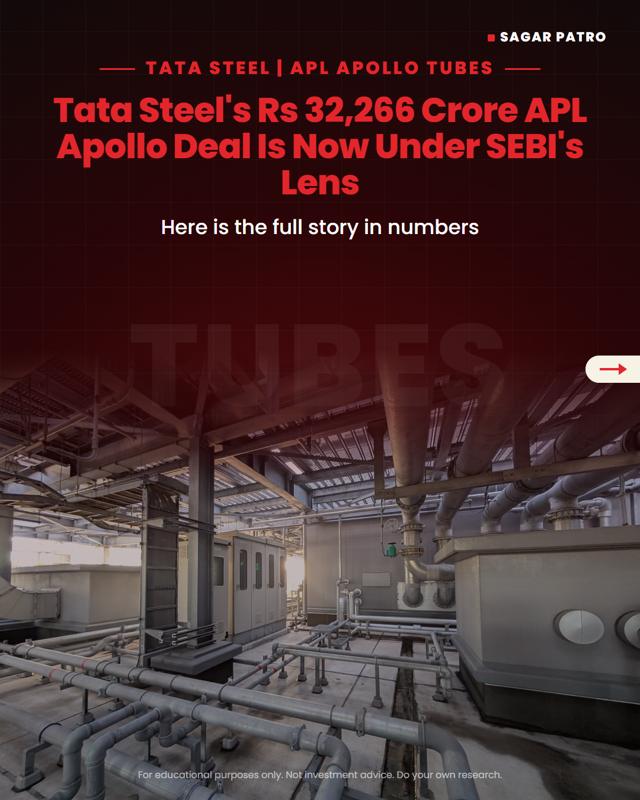 SAGAR PATRO
TATA STEEL | APL APOLLO TUBES
Tata Steel's Rs 32,266 Crore APL
Apollo Deal Is Now Under SEBI's
Lens
Here is the full story in numbers
TUBES
For educational purposes only. Not investment advice. Do your own research.